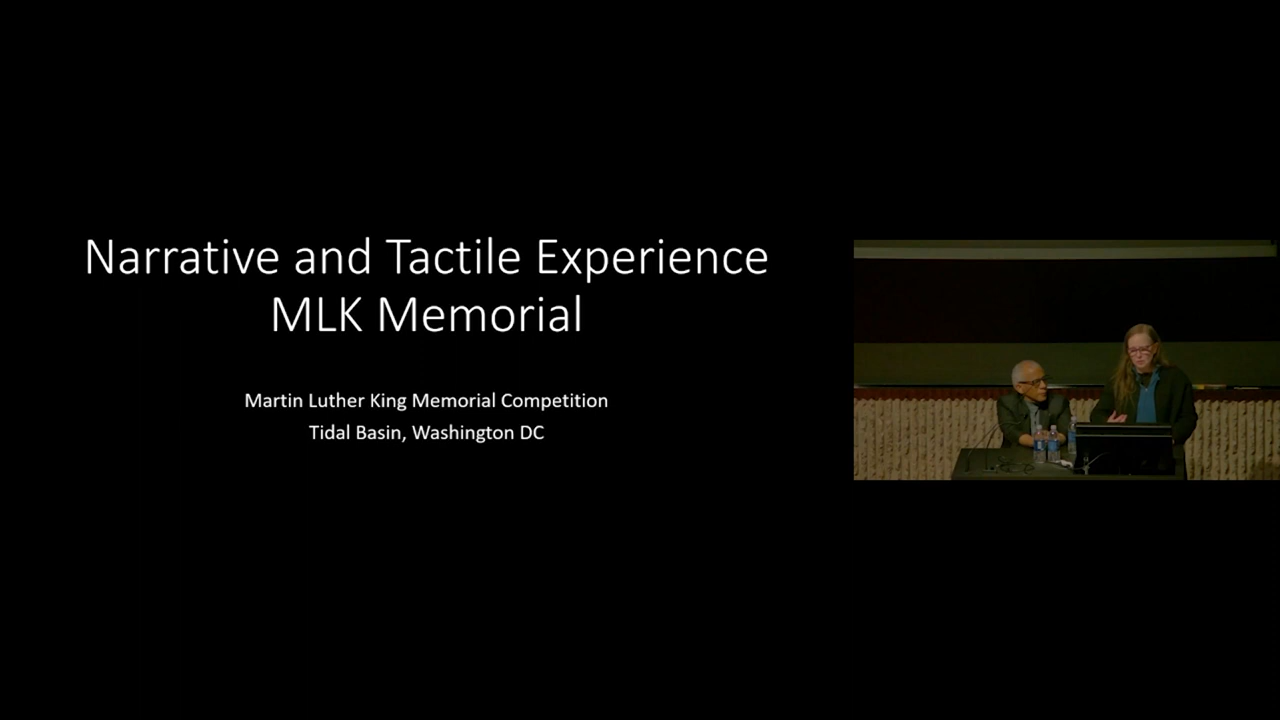 Narrative and Tactile Experience
MLK Memorial
Martin Luther King Memorial Competition
Tidal Basin, Washington DC